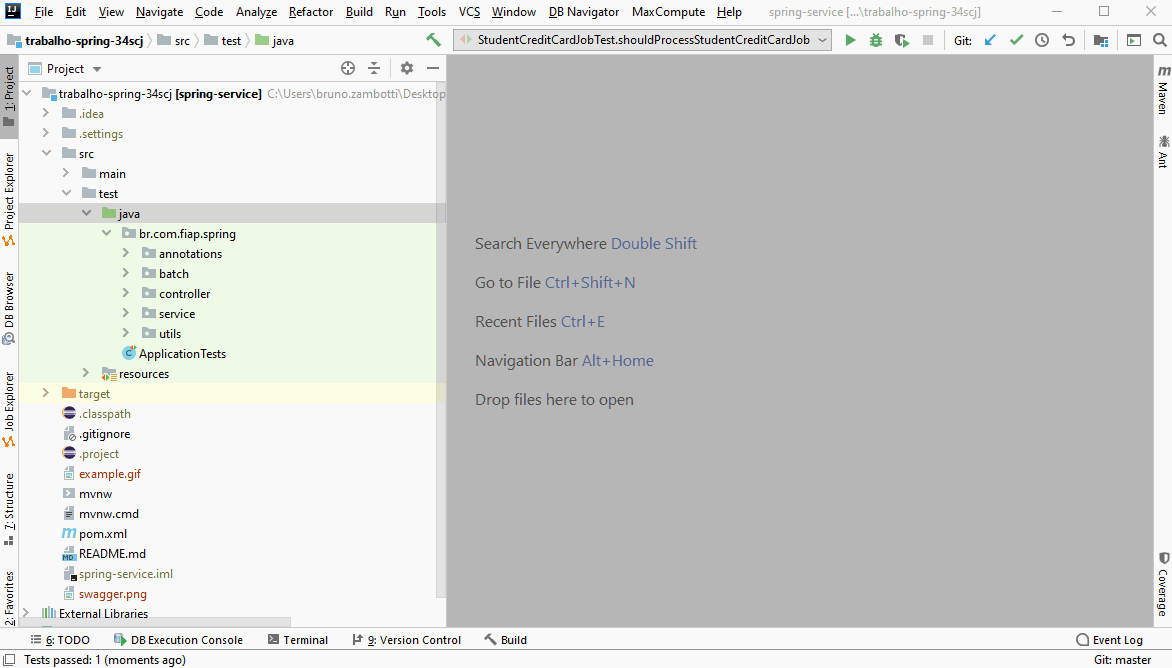 File Edit View Navigate Code Analyze Refactor Build Run Tools VCS Window DB Navigator MaxCompute Help spring-service [...\trabalho-spring-34scj]
trabalho-spring-34scj src test java StudentCreditCardJobTest.shouldProcessStudentCreditCardJob Git:
Project
trabalho-spring-34scj [spring-service] C:\Users\bruno.zambotti\Desktop
.idea
.settings
src
main
test
java
br.com.fiap.spring
annotations
batch
controller
service
utils
ApplicationTests
resources
target
.classpath
.gitignore
.project
example.gif
mvnw
mvnw.cmd
pom.xml
README.md
spring-service.iml
swagger.png
External Libraries
1: Project
Project Explorer
DB Browser
Job Explorer
7: Structure
2: Favorites
Search Everywhere Double Shift
Go to File Ctrl+Shift+N
Recent Files Ctrl+E
Navigation Bar Alt+Home
Drop files here to open
Maven
Ant
Coverage
6: TODO DB Execution Console Terminal 9: Version Control Build Event Log
Tests passed: 1 (moments ago) Git: master